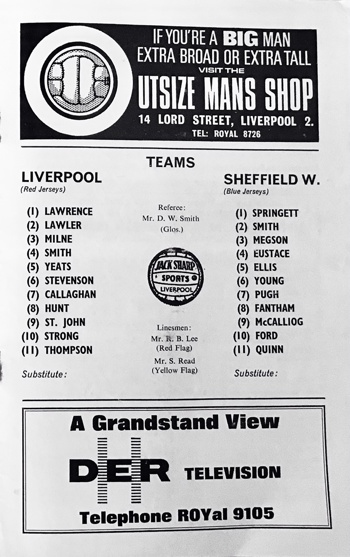 IF YOU'RE A BIG MAN
EXTRA BROAD OR EXTRA TALL
VISIT THE
UTSIZE MANS SHOP
14 LORD STREET, LIVERPOOL 2.
TEL: ROYAL 8726
TEAMS
LIVERPOOL
(Red Jerseys)
(1) LAWRENCE
(2) LAWLER
(3) MILNE
(4) SMITH
(5) YEATS
(6) STEVENSON
(7) CALLAGHAN
(8) HUNT
(9) ST. JOHN
(10) STRONG
(11) THOMPSON
Substitute:
Referee:
Mr. D. W. Smith
(Glos.)
JACK SHARP
SPORTS
LIVERPOOL
Linesmen:
Mr. R. B. Lee
(Red Flag)
Mr. S. Read
(Yellow Flag)
SHEFFIELD W.
(Blue Jerseys)
(1) SPRINGETT
(2) SMITH
(3) MEGSON
(4) EUSTACE
(5) ELLIS
(6) YOUNG
(7) PUGH
(8) FANTHAM
(9) McCALLIOG
(10) FORD
(11) QUINN
Substitute:
A Grandstand View
DER TELEVISION
Telephone ROYal 9105